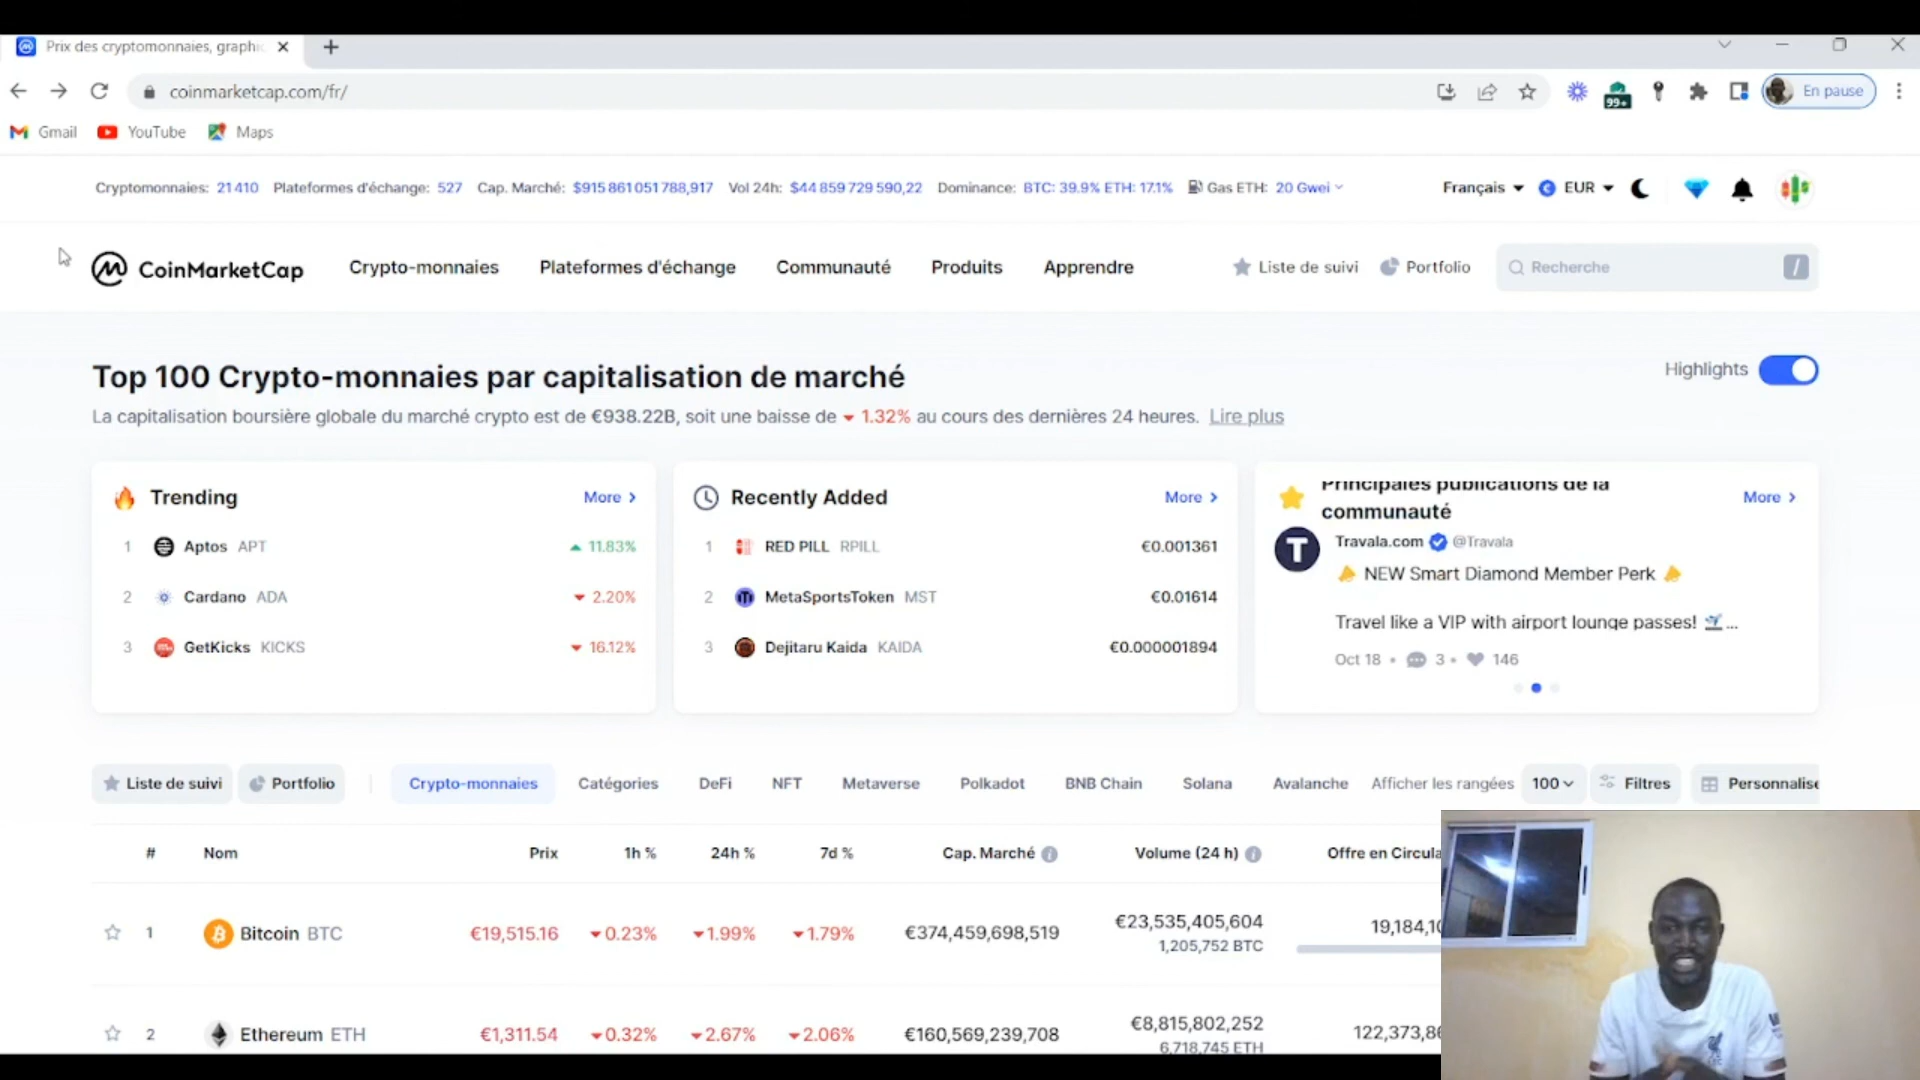 Prix des cryptomonnaies, graphi
coinmarketcap.com/fr/
99+
En pause
Gmail YouTube Maps
Cryptomonnaies: 21 410 Plateformes d'échange: 527 Cap. Marché: $915 861 051 788,917 Vol 24h: $44 859 729 590,22 Dominance: BTC: 39.9% ETH: 17.1% Gas ETH: 20 Gwei Français EUR
CoinMarketCap Crypto-monnaies Plateformes d'échange Communauté Produits Apprendre Liste de suivi Portfolio Recherche /
Top 100 Crypto-monnaies par capitalisation de marché
Highlights
La capitalisation boursière globale du marché crypto est de €938.22B, soit une baisse de 1.32% au cours des dernières 24 heures. Lire plus
Trending More
1 Aptos APT 11.83%
2 Cardano ADA 2.20%
3 GetKicks KICKS 16.12%
Recently Added More
1 RED PILL RPILL €0.001361
2 MetaSportsToken MST €0.01614
3 Dejitaru Kaida KAIDA €0.000001894
Principales publications de la
communauté
More
T
Travala.com @Travala
NEW Smart Diamond Member Perk
Travel like a VIP with airport lounge passes! ...
Oct 18 • 3 • 146
Liste de suivi Portfolio Crypto-monnaies Catégories DeFi NFT Metaverse Polkadot BNB Chain Solana Avalanche Afficher les rangées 100 Filtres Personnalise
# Nom Prix 1h % 24h % 7d % Cap. Marché Volume (24 h) Offre en Circula
1 Bitcoin BTC €19,515.16 0.23% 1.99% 1.79% €374,459,698,519 €23,535,405,604 19,184,10
1,205,752 BTC
2 Ethereum ETH €1,311.54 0.32% 2.67% 2.06% €160,569,239,708 €8,815,802,252 122,373,86
6,718,745 ETH